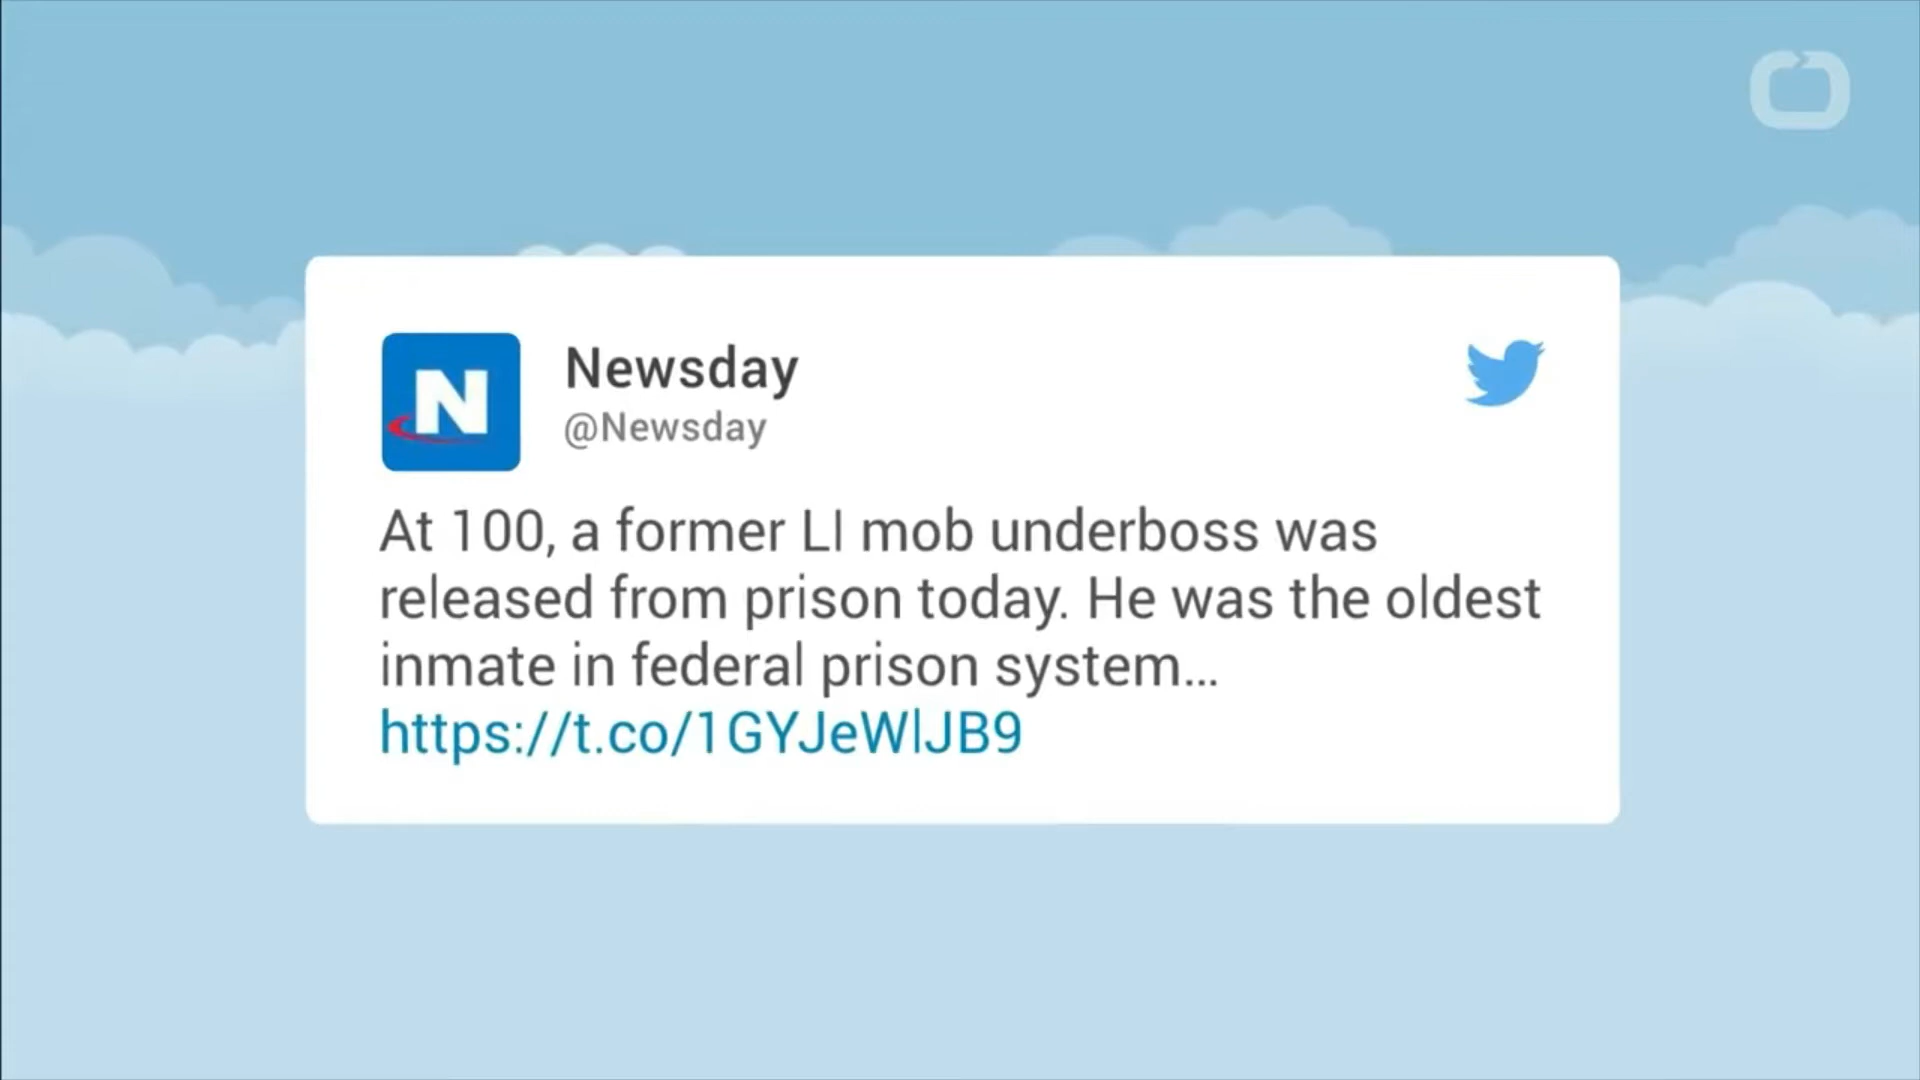 N
Newsday
@Newsday
At 100, a former LI mob underboss was
released from prison today. He was the oldest
inmate in federal prison system...
https://t.co/1GYJeWlJB9